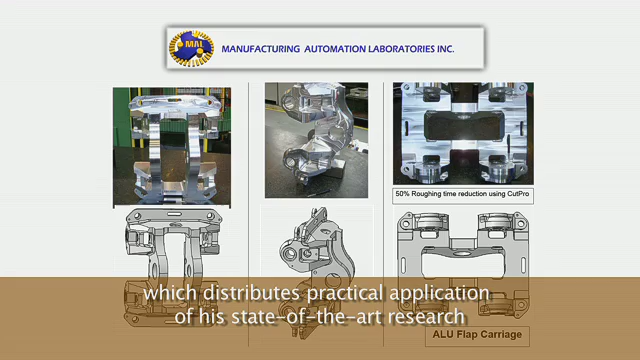 MAL
MANUFACTURING AUTOMATION LABORATORIES INC.
50% Roughing time reduction using CutPro
which distributes practical application
of his state-of-the-art research
ALU Flap Carriage